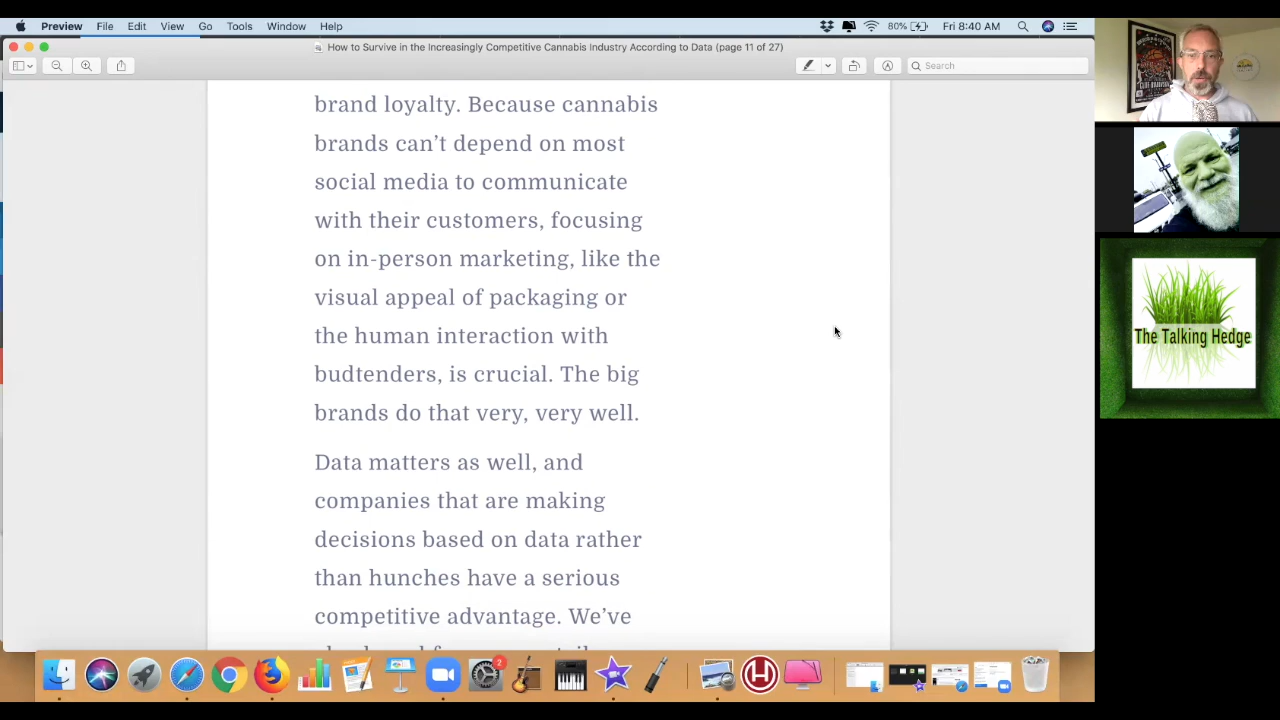 Preview File Edit View Go Tools Window Help 80% Fri 8:40 AM
How to Survive in the Increasingly Competitive Cannabis Industry According to Data (page 11 of 27)
Search
brand loyalty. Because cannabis
brands can’t depend on most
social media to communicate
with their customers, focusing
on in-person marketing, like the
visual appeal of packaging or
the human interaction with
budtenders, is crucial. The big
brands do that very, very well.
Data matters as well, and
companies that are making
decisions based on data rather
than hunches have a serious
competitive advantage. We’ve
The Talking Hedge
2